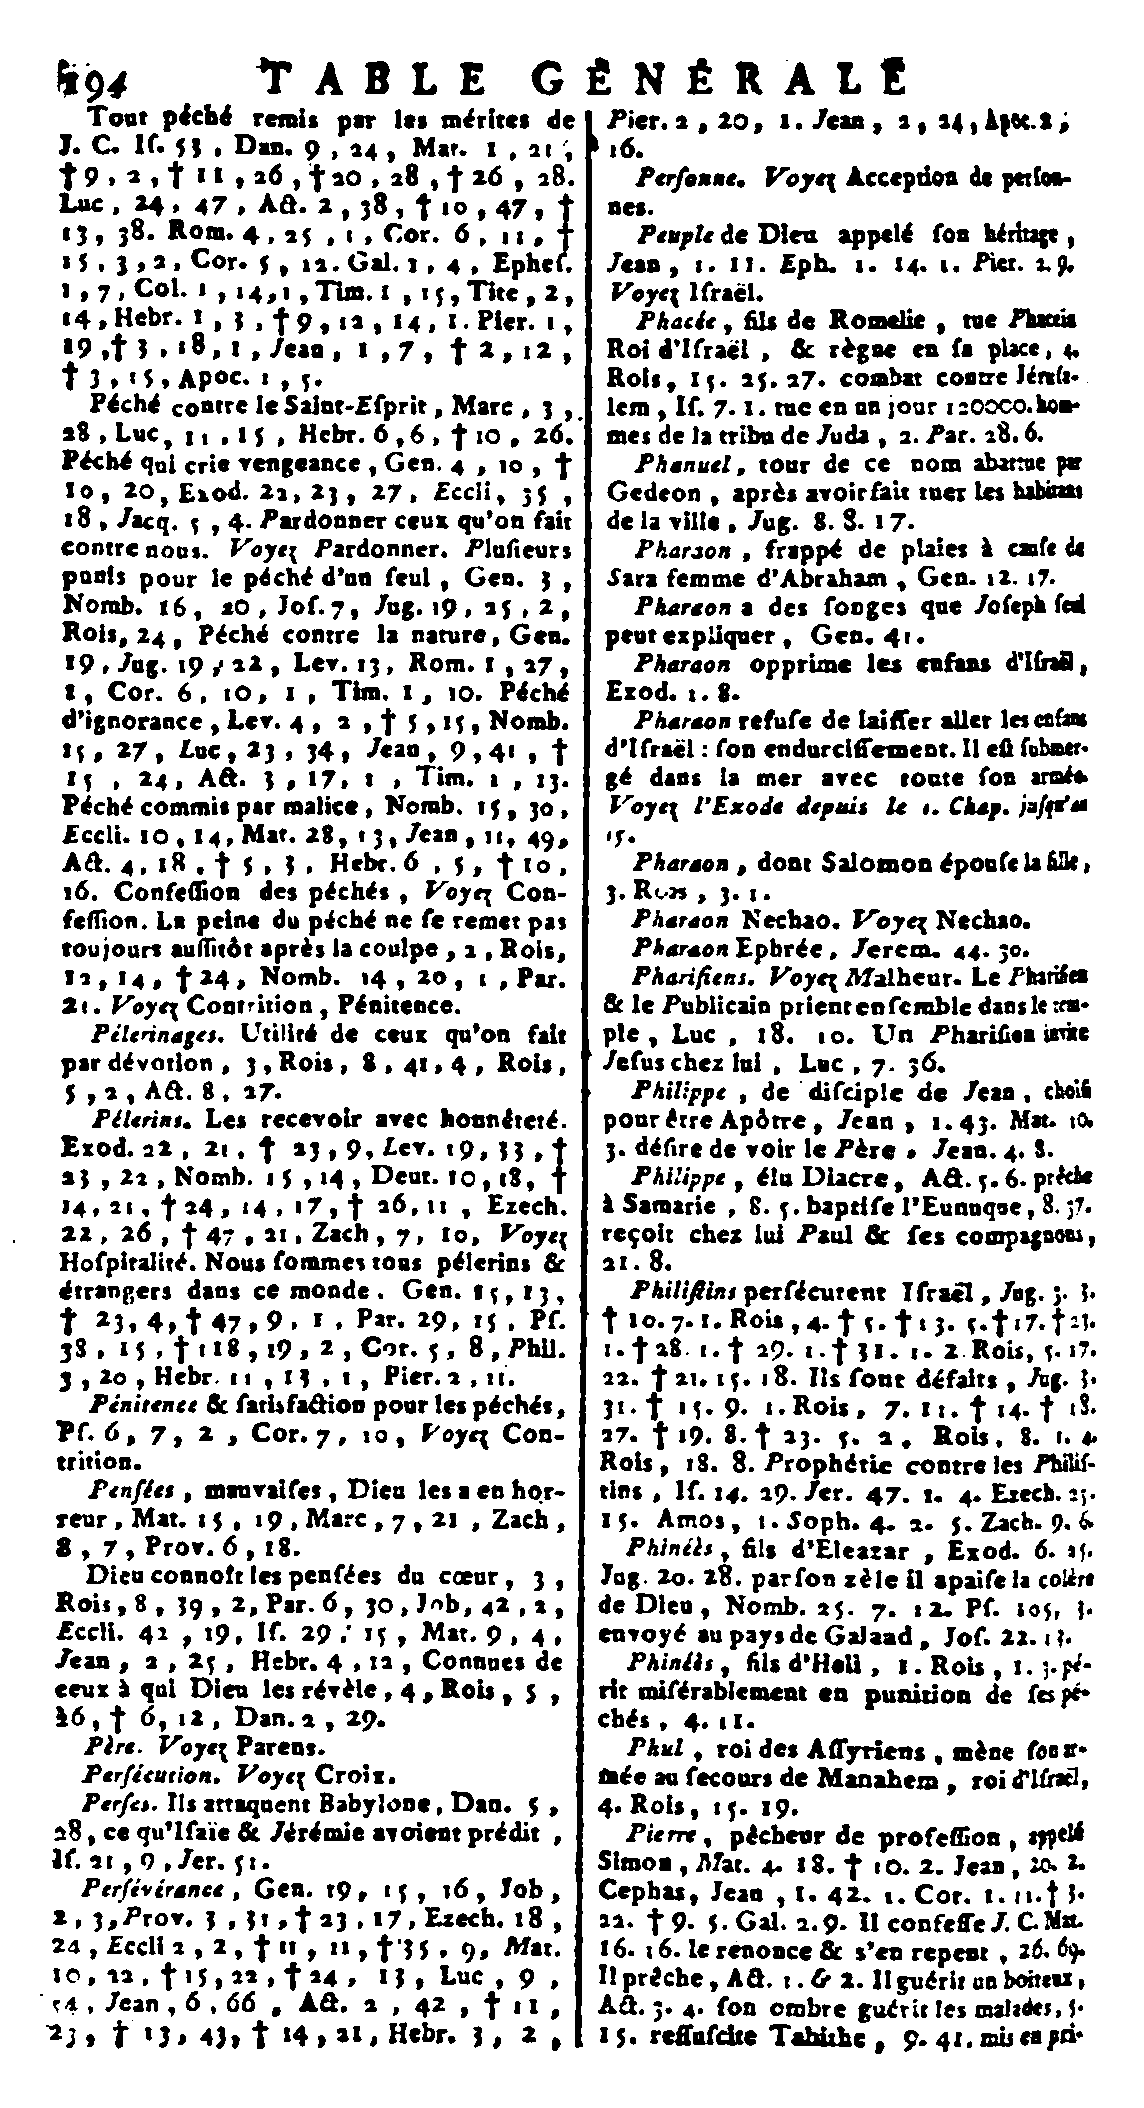 194 TABLE GÉNÉRALE
Tout péché remis par les mérites de
J. C. Iſ. 53, Dan. 9, 24, Mat. 1, 21,
† 9, 2, † 11, 26, † 20, 28, † 26, 28.
Luc, 24, 47, Act. 2, 38, † 10, 47, †
13, 38. Rom. 4, 25, 1, Cor. 6, 11, †
15, 3, 2, Cor. 5, 12. Gal. 1, 4, Epheſ.
1, 7, Col. 1, 14, 1, Tim. 1, 15, Tite, 2,
14, Hebr. 1, 3, † 9, 12, 14, 1. Pier. 1,
19, † 3, 18, 1, Jean, 1, 7, † 2, 12,
† 3, 15, Apoc. 1, 5.
Péché contre le Saint-Eſprit, Marc, 3,
28, Luc, 11, 15, Hebr. 6, 6, † 10, 26.
Péché qui crie vengeance, Gen. 4, 10, †
10, 20, Exod. 22, 23, 27, Eccli, 35,
18, Jacq. 5, 4. Pardonner ceux qu'on fait
contre nous. Voyez Pardonner. Pluſieurs
punis pour le péché d'un ſeul, Gen. 3,
Nomb. 16, 20, Joſ. 7, Jug. 19, 25, 2,
Rois, 24, Péché contre la nature, Gen.
19, Jug. 19, 22, Lev. 13, Rom. 1, 27,
1, Cor. 6, 10, 1, Tim. 1, 10. Péché
d'ignorance, Lev. 4, 2, † 5, 15, Nomb.
15, 27, Luc, 23, 34, Jean, 9, 41, †
15, 24, Act. 3, 17, 1, Tim. 1, 13.
Péché commis par malice, Nomb. 15, 30,
Eccli. 10, 14, Mat. 28, 13, Jean, 11, 49,
Act. 4, 18, † 5, 3, Hebr. 6, 5, † 10,
16. Confeſſion des péchés, Voyez Con-
feſſion. La peine du péché ne ſe remet pas
toujours auſſitôt après la coulpe, 2, Rois,
12, 14, † 24, Nomb. 14, 20, 1, Par.
21. Voyez Contrition, Pénitence.
Pélerinages. Utilité de ceux qu'on fait
par dévotion, 3, Rois, 8, 41, 4, Rois,
5, 2, Act. 8, 27.
Pélerins. Les recevoir avec honnêteté.
Exod. 22, 21, † 23, 9, Lev. 19, 33, †
23, 22, Nomb. 15, 14, Deut. 10, 18, †
14, 21, † 24, 14, 17, † 26, 11, Ezech.
22, 26, † 47, 21, Zach, 7, 10, Voyez
Hoſpitalité. Nous ſommes tous pélerins &
étrangers dans ce monde. Gen. 15, 13,
† 23, 4, † 47, 9, 1, Par. 29, 15, Pſ.
38, 15, † 118, 19, 2, Cor. 5, 8, Phil.
3, 20, Hebr. 11, 13, 1, Pier. 2, 11.
Pénitence & ſatisfaction pour les péchés,
Pſ. 6, 7, 2, Cor. 7, 10, Voyez Con-
trition.
Penſées, mauvaiſes, Dieu les a en hor-
reur, Mat. 15, 19, Marc, 7, 21, Zach,
8, 7, Prov. 6, 18.
Dieu connoît les penſées du cœur, 3,
Rois, 8, 39, 2, Par. 6, 30, Job, 42, 2,
Eccli. 42, 19, Iſ. 29, 15, Mat. 9, 4,
Jean, 2, 25, Hebr. 4, 12, Connues de
ceux à qui Dieu les révèle, 4, Rois, 5,
26, † 6, 12, Dan. 2, 29.
Père. Voyez Parens.
Perſécution. Voyez Croix.
Perſes. Ils attaquent Babylone, Dan. 5,
28, ce qu'Iſaïe & Jérémie avoient prédit,
Iſ. 21, 9, Jer. 51.
Perſévérance, Gen. 19, 15, 16, Job,
2, 3, Prov. 3, 31, † 23, 17, Ezech. 18,
24, Eccli 2, 2, † 11, 11, † 35, 9, Mat.
10, 22, † 15, 22, † 24, 13, Luc, 9,
54, Jean, 6, 66, Act. 2, 42, † 11,
23, † 13, 43, † 14, 21, Hebr. 3, 2,
Pier. 2, 20, 1. Jean, 2, 24, Apoc. 2,
16.
Perſonne. Voyez Acception de perſon-
nes.
Peuple de Dieu appelé ſon héritage,
Jean, 1. 11. Eph. 1. 14. 1. Pier. 2. 9.
Voyez Iſraël.
Phacée, fils de Romelie, tue Phaceia
Roi d'Iſraël, & règne en ſa place, 4.
Rois, 15. 25. 27. combat contre Jéruſa-
lem, Iſ. 7. 1. tue en un jour 120000. hom-
mes de la tribu de Juda, 2. Par. 28. 6.
Phanuel, tour de ce nom abattue par
Gedeon, après avoir fait tuer les habitans
de la ville, Jug. 8. 8. 17.
Pharaon, frappé de plaies à cauſe de
Sara femme d'Abraham, Gen. 12. 17.
Pharaon a des ſonges que Joſeph ſeul
peut expliquer, Gen. 41.
Pharaon opprime les enfans d'Iſraël,
Exod. 1. 8.
Pharaon refuſe de laiſſer aller les enfans
d'Iſraël : ſon endurciſſement. Il eſt ſubmer-
gé dans la mer avec toute ſon armée.
Voyez l'Exode depuis le 1. Chap. juſqu'au
15.
Pharaon, dont Salomon épouſe la fille,
3. Rois, 3. 1.
Pharaon Nechao. Voyez Nechao.
Pharaon Ephrée, Jerem. 44. 30.
Phariſiens. Voyez Malheur. Le Phariſien
& le Publicain prient enſemble dans le tem-
ple, Luc, 18. 10. Un Phariſien invite
Jeſus chez lui, Luc, 7. 36.
Philippe, de diſciple de Jean, choiſi
pour être Apôtre, Jean, 1. 43. Mat. 10.
3. déſire de voir le Père. Jean. 4. 8.
Philippe, élu Diacre, Act. 5. 6. prêche
à Samarie, 8. 5. baptiſe l'Eunuque, 8. 37.
reçoit chez lui Paul & ſes compagnons,
21. 8.
Philiſtins perſécutent Iſraël, Jug. 3. 3.
† 10. 7. 1. Rois, 4. † 5. † 13. 5. † 17. † 23.
1. † 28. 1. † 29. 1. † 31. 1. 2. Rois, 5. 17.
22. † 21. 15. 18. Ils ſont défaits, Jug. 3.
31. † 15. 9. 1. Rois, 7. 11. † 14. † 18.
27. † 19. 8. † 23. 5. 2, Rois, 8. 1. 4.
Rois, 18. 8. Prophétie contre les Philiſ-
tins, Iſ. 14. 29. Jer. 47. 1. 4. Ezech. 25.
15. Amos, 1. Soph. 4. 2. 5. Zach. 9. 6.
Phinéès, fils d'Eleazar, Exod. 6. 25.
Jug. 20. 28. par ſon zèle il apaiſe la colère
de Dieu, Nomb. 25. 7. 12. Pſ. 105, 3.
envoyé au pays de Galaad, Joſ. 22. 13.
Phinéès, fils d'Heli, 1. Rois, 1. 3. pé-
rit miſérablement en punition de ſes pé-
chés, 4. 11.
Phul, roi des Aſſyriens, mène ſon ar-
mée au ſecours de Manahem, roi d'Iſraël,
4. Rois, 15. 19.
Pierre, pêcheur de profeſſion, appelé
Simon, Mat. 4. 18. † 10. 2. Jean, 20. 2.
Cephas, Jean, 1. 42. 1. Cor. 1. 11. † 3.
22. † 9. 5. Gal. 2. 9. Il confeſſe J. C. Mat.
16. 16. le renonce & s'en repent, 26. 69.
Il prêche, Act. 1. & 2. Il guérit un boiteux,
Act. 3. 4. ſon ombre guérit les malades, 5.
15. reſſuſcite Tabithe, 9. 41. mis en pri-